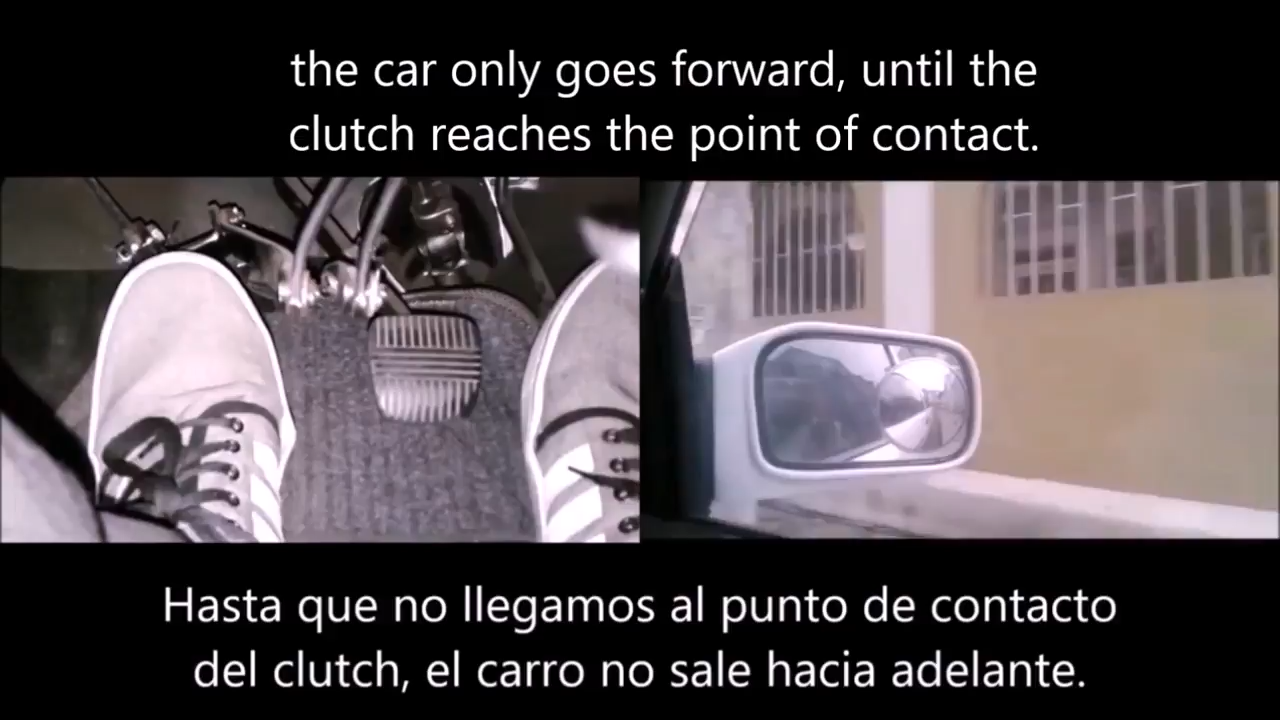 the car only goes forward, until the
clutch reaches the point of contact.
Hasta que no llegamos al punto de contacto
del clutch, el carro no sale hacia adelante.